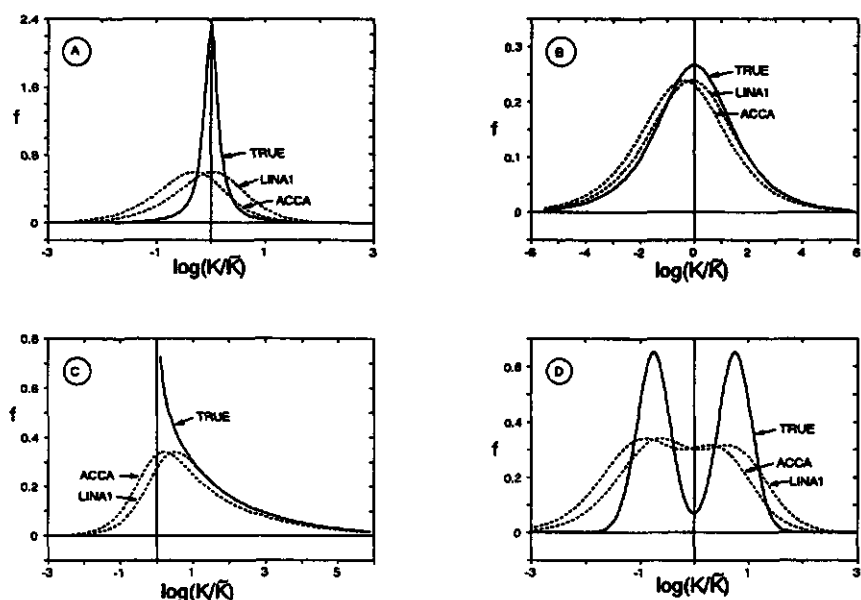 A
2.4
1.8
1.2
0.6
0
f
TRUE
LINA1
ACCA
-3
-1
1
3
log(K/K̃)
B
0.3
0.2
0.1
0
f
TRUE
LINA1
ACCA
-6
-4
-2
0
2
4
6
log(K/K̃)
C
0.8
0.6
0.4
0.2
0
TRUE
ACCA
LINA1
-3
-1
1
3
5
log(K/K̃)
D
0.6
0.3
0
f
TRUE
ACCA
LINA1
-3
-1
1
3
log(K/K̃)